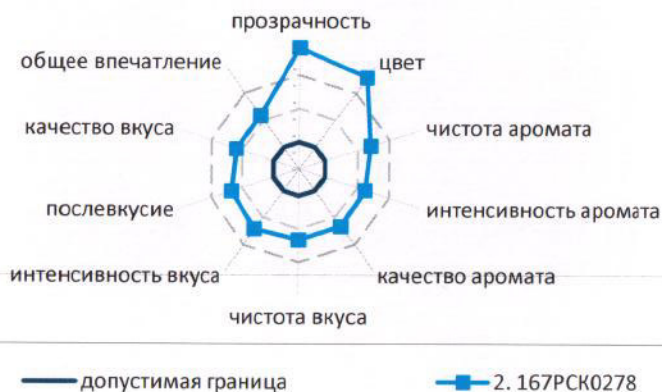 прозрачность
общее впечатление
цвет
качество вкуса
чистота аромата
послевкусие
интенсивность аромата
интенсивность вкуса
качество аромата
чистота вкуса
допустимая граница
2. 167РСК0278